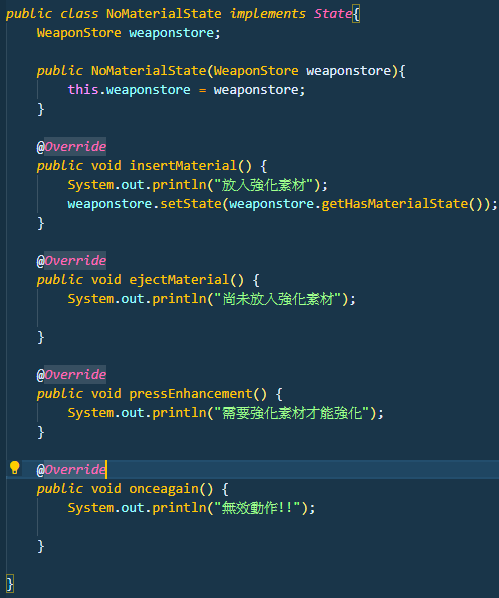 public class NoMaterialState implements State{
WeaponStore weaponstore;
public NoMaterialState(WeaponStore weaponstore){
this.weaponstore = weaponstore;
}
@Override
public void insertMaterial() {
System.out.println("放入強化素材");
weaponstore.setState(weaponstore.getHasMaterialState());
}
@Override
public void ejectMaterial() {
System.out.println("尚未放入強化素材");
}
@Override
public void pressEnhancement() {
System.out.println("需要強化素材才能強化");
}
@Override
public void onceagain() {
System.out.println("無效動作!!");
}
}